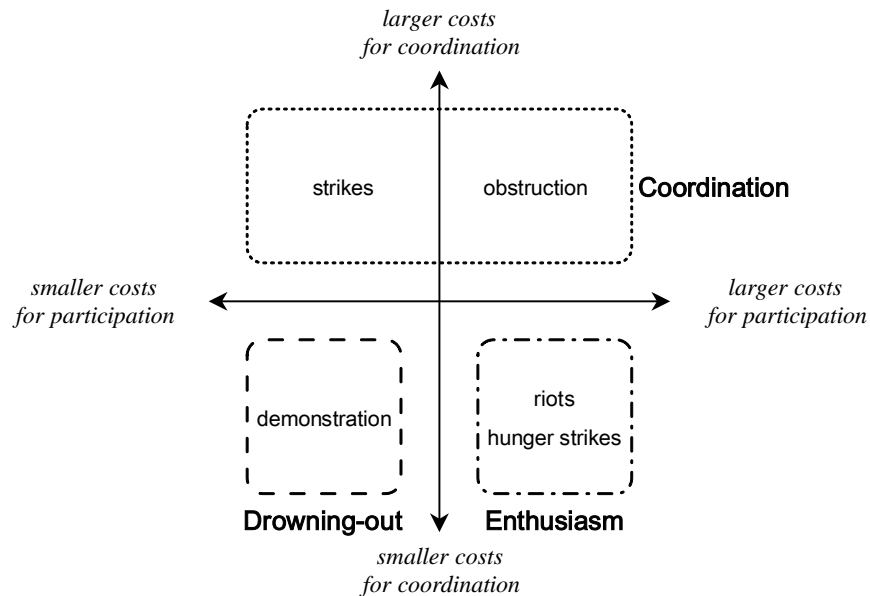 larger costs
for coordination
strikes
obstruction
Coordination
smaller costs
for participation
larger costs
for participation
demonstration
riots
hunger strikes
Drowning-out
Enthusiasm
smaller costs
for coordination